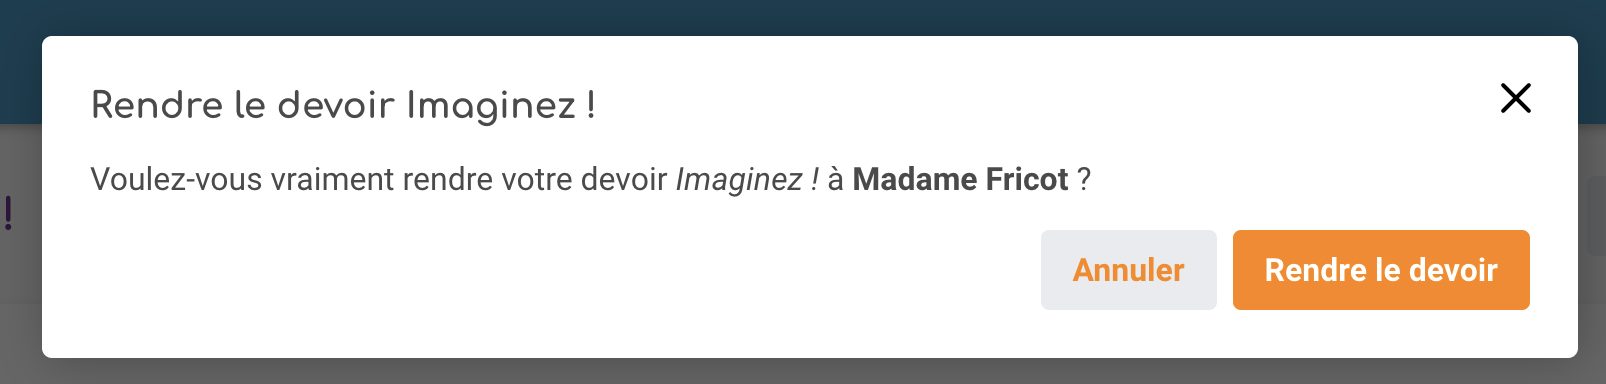 Rendre le devoir Imaginez !
Voulez-vous vraiment rendre votre devoir Imaginez ! à Madame Fricot ?
!
Annuler
Rendre le devoir